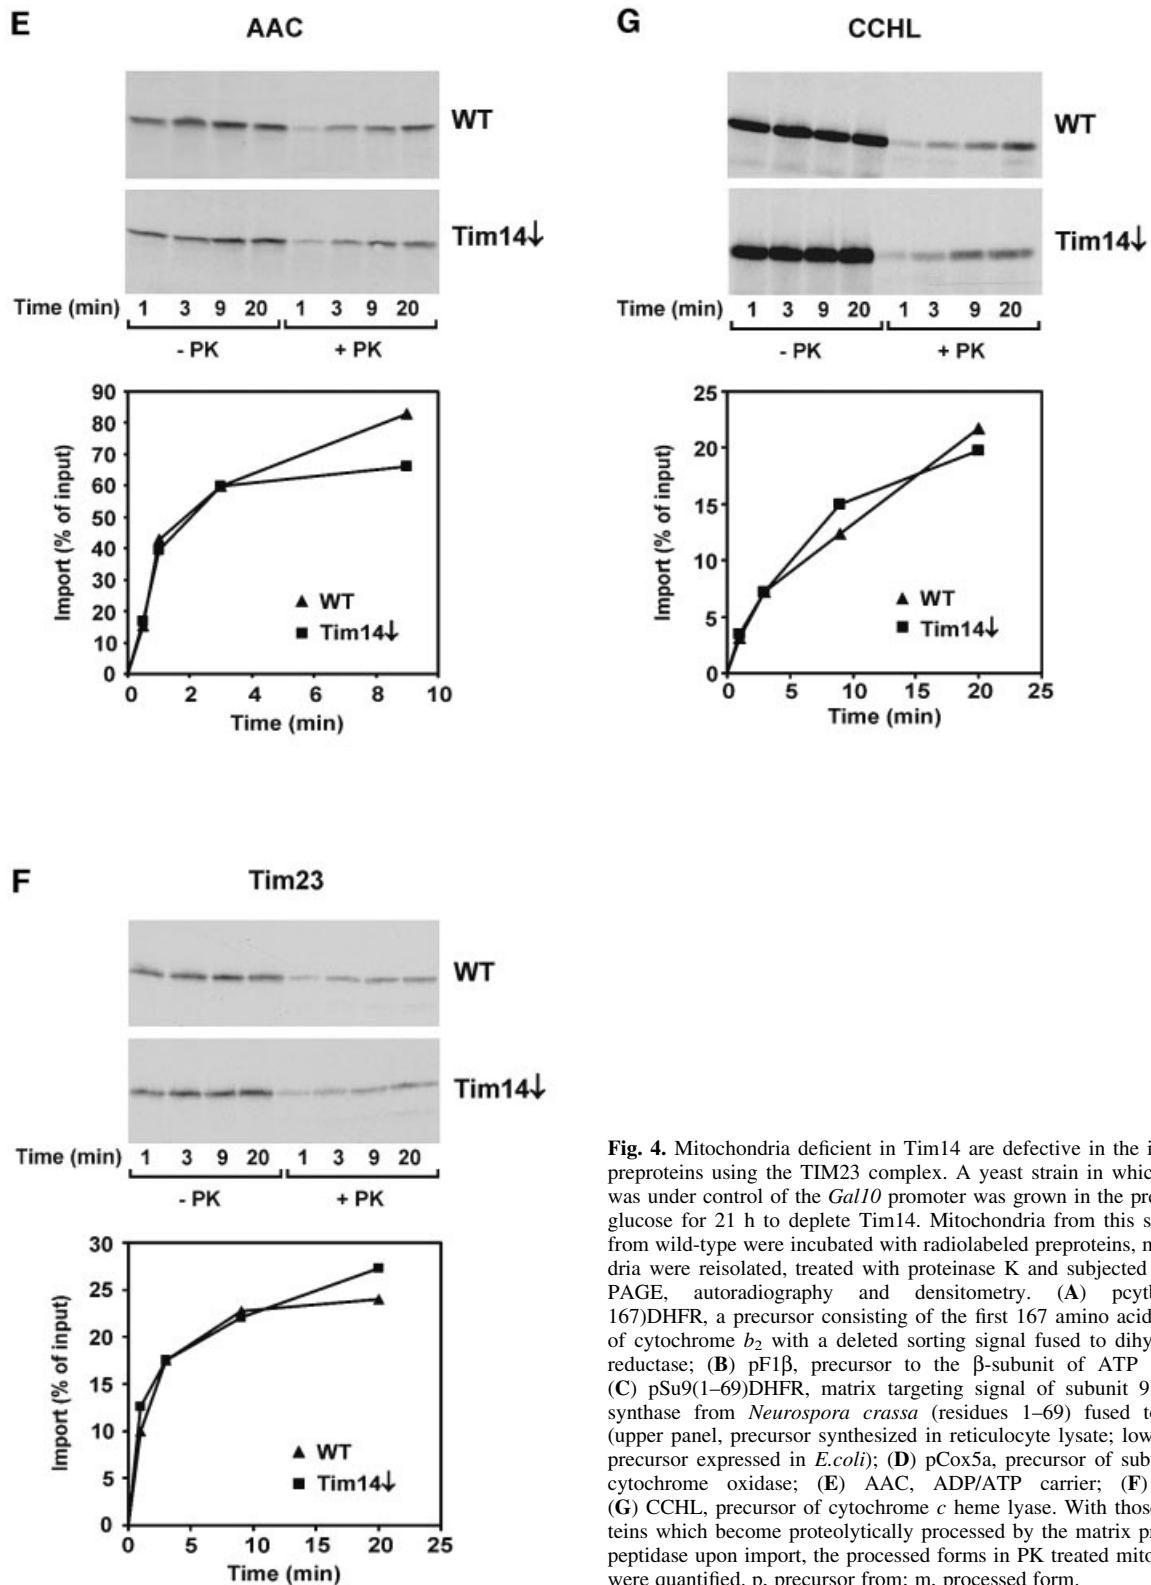 E
AAC
WT
Tim14↓
Time (min) 1 3 9 20 1 3 9 20
- PK + PK
90
80
70
60
50
40
30
20
10
0
Import (% of input)
▲ WT
■ Tim14↓
0 2 4 6 8 10
Time (min)
G
CCHL
WT
Tim14↓
Time (min) 1 3 9 20 1 3 9 20
- PK + PK
25
20
15
10
5
0
Import (% of input)
▲ WT
■ Tim14↓
0 5 10 15 20 25
Time (min)
F
Tim23
WT
Tim14↓
Time (min) 1 3 9 20 1 3 9 20
- PK + PK
30
25
20
15
10
5
0
Import (% of input)
▲ WT
■ Tim14↓
0 5 10 15 20 25
Time (min)
Fig. 4. Mitochondria deficient in Tim14 are defective in the i
preproteins using the TIM23 complex. A yeast strain in which
was under control of the Gal10 promoter was grown in the pre
glucose for 21 h to deplete Tim14. Mitochondria from this s
from wild-type were incubated with radiolabeled preproteins, n
dria were reisolated, treated with proteinase K and subjected
PAGE, autoradiography and densitometry. (A) pcytl
167)DHFR, a precursor consisting of the first 167 amino acid
of cytochrome b₂ with a deleted sorting signal fused to dihy
reductase; (B) pF1β, precursor to the β-subunit of ATP
(C) pSu9(1–69)DHFR, matrix targeting signal of subunit 9
synthase from Neurospora crassa (residues 1–69) fused to
(upper panel, precursor synthesized in reticulocyte lysate; low
precursor expressed in E.coli); (D) pCox5a, precursor of sub
cytochrome oxidase; (E) AAC, ADP/ATP carrier; (F)
(G) CCHL, precursor of cytochrome c heme lyase. With those
teins which become proteolytically processed by the matrix pr
peptidase upon import, the processed forms in PK treated mito
were quantified. p, precursor from; m, processed form.